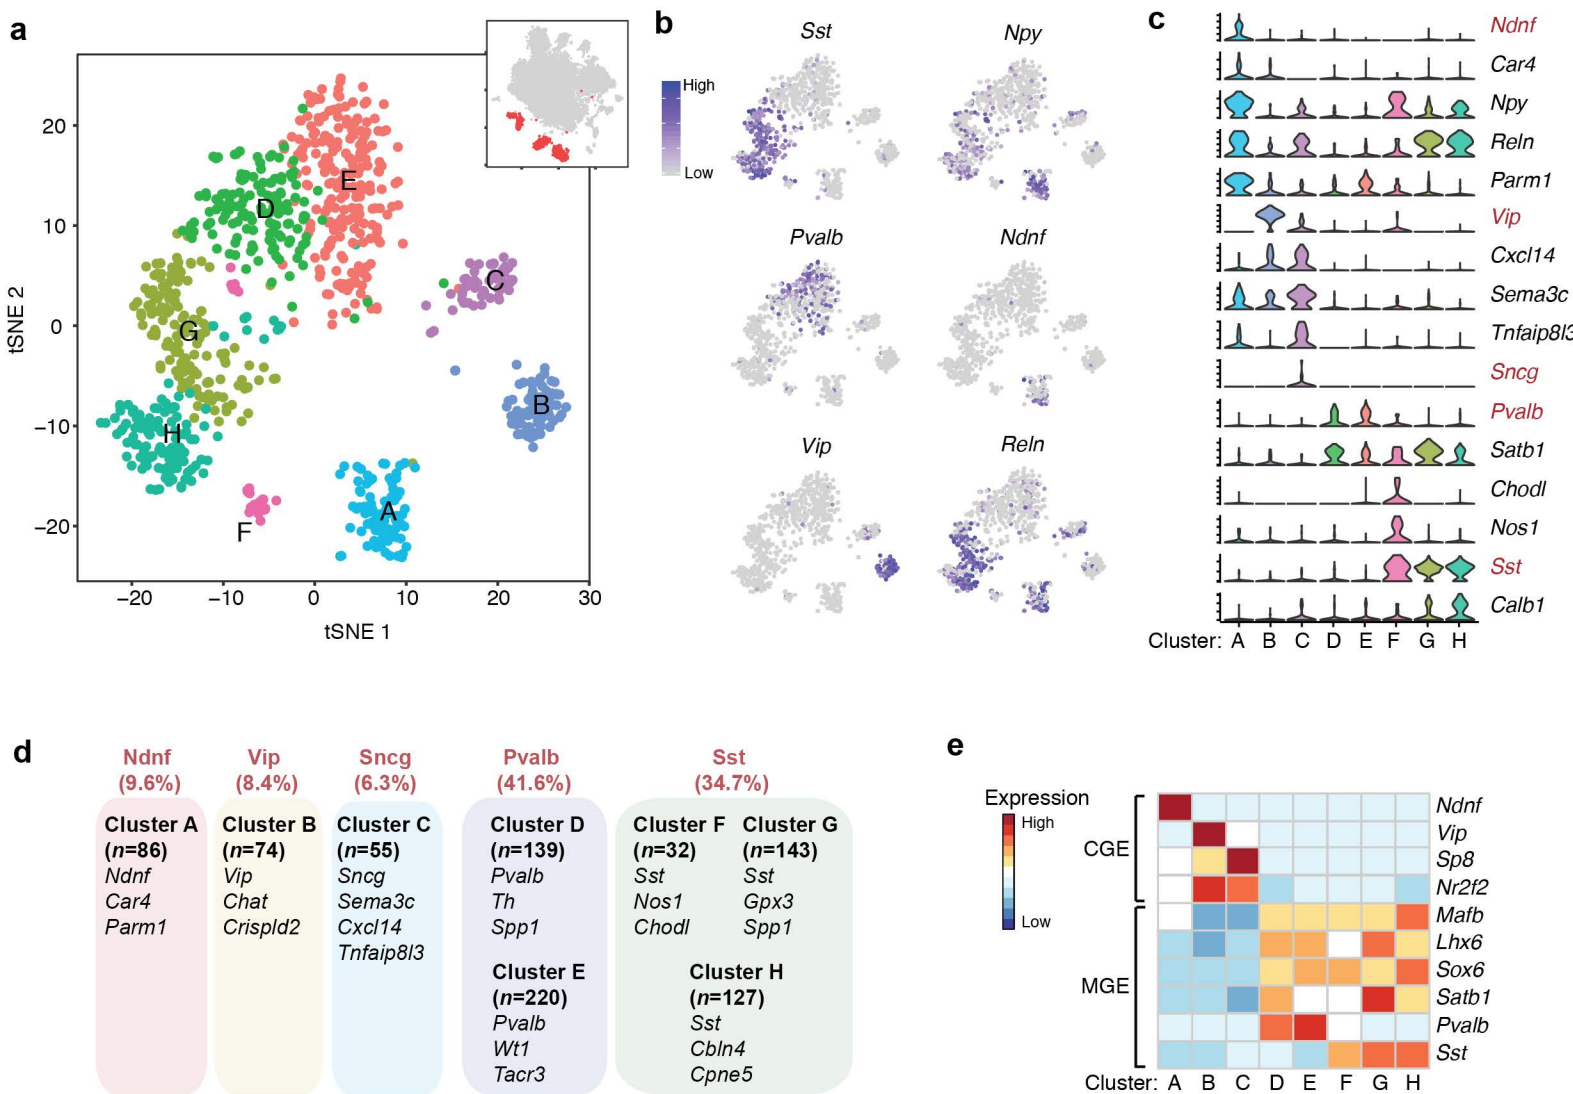 a
20
10
0
−10
−20
−20
−10
0
10
20
30
tSNE 2
tSNE 1
E
D
C
G
B
H
A
F
b
High
Low
Sst
Npy
Pvalb
Ndnf
Vip
Reln
c
Ndnf
Car4
Npy
Reln
Parm1
Vip
Cxcl14
Sema3c
Tnfaip8l3
Sncg
Pvalb
Satb1
Chodl
Nos1
Sst
Calb1
Cluster: A B C D E F G H
d
Ndnf
(9.6%)
Cluster A
(n=86)
Ndnf
Car4
Parm1
Vip
(8.4%)
Cluster B
(n=74)
Vip
Chat
Crispld2
Sncg
(6.3%)
Cluster C
(n=55)
Sncg
Sema3c
Cxcl14
Tnfaip8l3
Pvalb
(41.6%)
Cluster D
(n=139)
Pvalb
Th
Spp1
Cluster E
(n=220)
Pvalb
Wt1
Tacr3
Sst
(34.7%)
Cluster F
(n=32)
Sst
Nos1
Chodl
Cluster G
(n=143)
Sst
Gpx3
Spp1
Cluster H
(n=127)
Sst
Cbln4
Cpne5
e
Expression
High
Low
CGE
MGE
Ndnf
Vip
Sp8
Nr2f2
Mafb
Lhx6
Sox6
Satb1
Pvalb
Sst
Cluster: A B C D E F G H